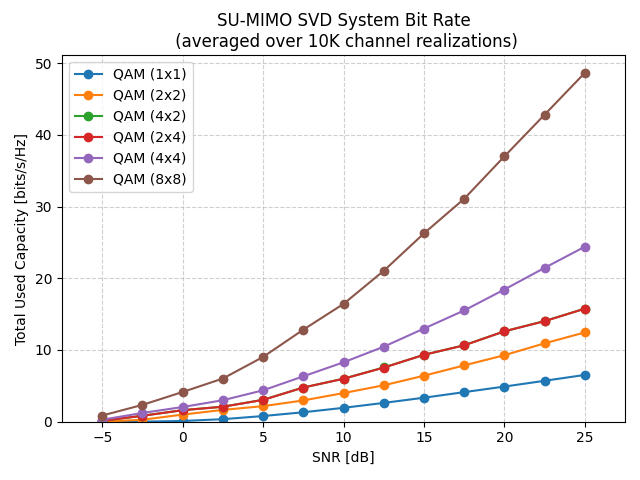 SU-MIMO SVD System Bit Rate
(averaged over 10K channel realizations)
Total Used Capacity [bits/s/Hz]
50
40
30
20
10
0
QAM (1x1)
QAM (2x2)
QAM (4x2)
QAM (2x4)
QAM (4x4)
QAM (8x8)
−5
0
5
10
15
20
25
SNR [dB]